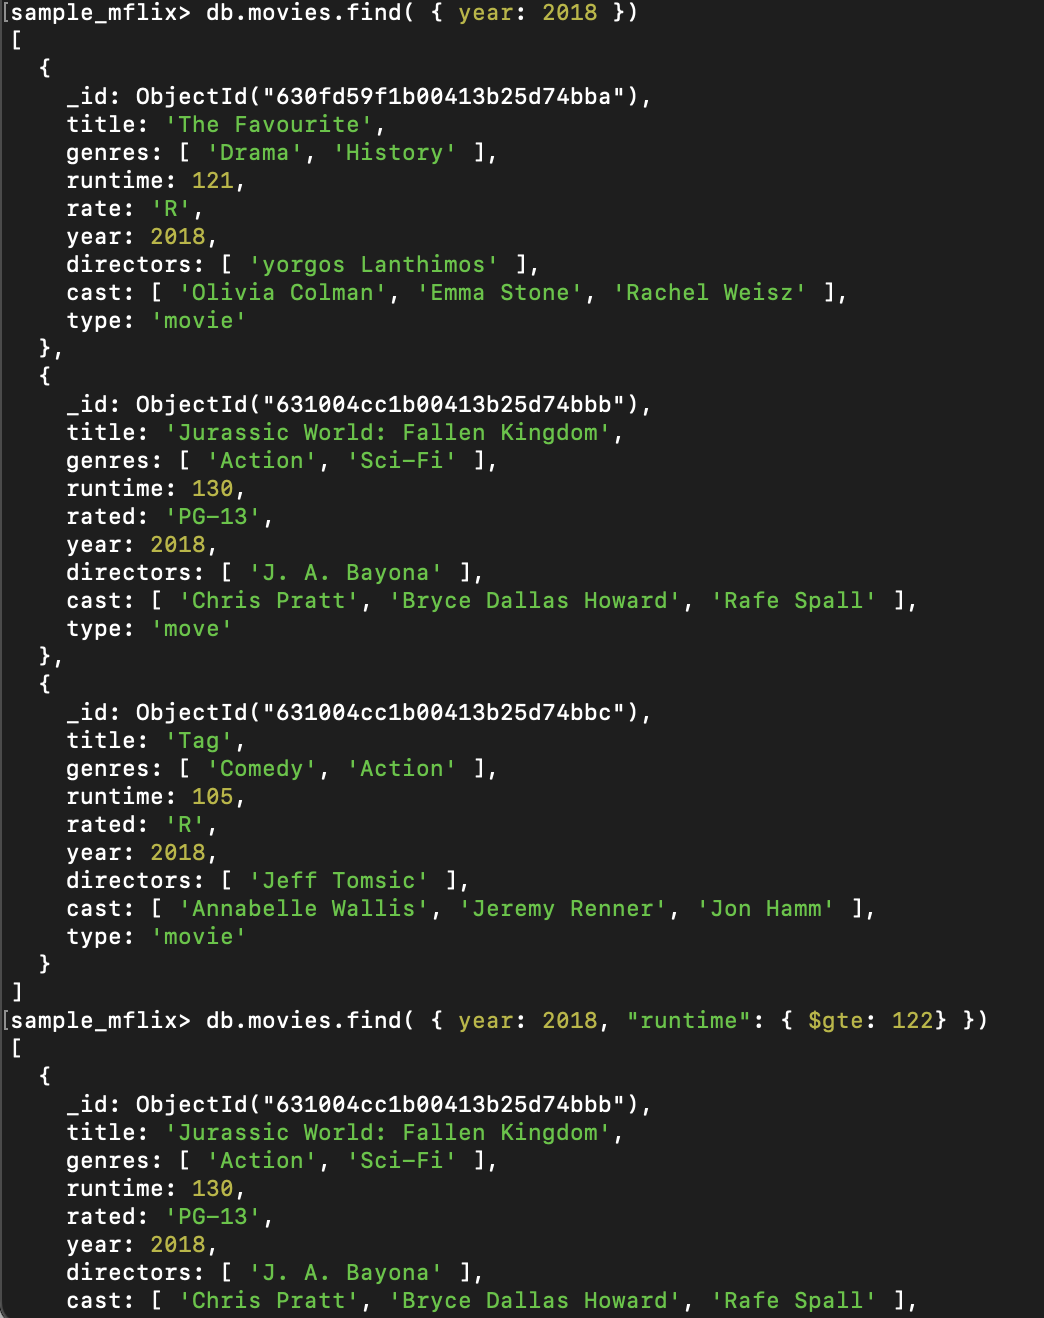 [sample_mflix> db.movies.find( { year: 2018 })
[
  {
    _id: ObjectId("630fd59f1b00413b25d74bba"),
    title: 'The Favourite',
    genres: [ 'Drama', 'History' ],
    runtime: 121,
    rate: 'R',
    year: 2018,
    directors: [ 'yorgos Lanthimos' ],
    cast: [ 'Olivia Colman', 'Emma Stone', 'Rachel Weisz' ],
    type: 'movie'
  },
  {
    _id: ObjectId("631004cc1b00413b25d74bbb"),
    title: 'Jurassic World: Fallen Kingdom',
    genres: [ 'Action', 'Sci-Fi' ],
    runtime: 130,
    rated: 'PG-13',
    year: 2018,
    directors: [ 'J. A. Bayona' ],
    cast: [ 'Chris Pratt', 'Bryce Dallas Howard', 'Rafe Spall' ],
    type: 'move'
  },
  {
    _id: ObjectId("631004cc1b00413b25d74bbc"),
    title: 'Tag',
    genres: [ 'Comedy', 'Action' ],
    runtime: 105,
    rated: 'R',
    year: 2018,
    directors: [ 'Jeff Tomsic' ],
    cast: [ 'Annabelle Wallis', 'Jeremy Renner', 'Jon Hamm' ],
    type: 'movie'
  }
]
[sample_mflix> db.movies.find( { year: 2018, "runtime": { $gte: 122} })
[
  {
    _id: ObjectId("631004cc1b00413b25d74bbb"),
    title: 'Jurassic World: Fallen Kingdom',
    genres: [ 'Action', 'Sci-Fi' ],
    runtime: 130,
    rated: 'PG-13',
    year: 2018,
    directors: [ 'J. A. Bayona' ],
    cast: [ 'Chris Pratt', 'Bryce Dallas Howard', 'Rafe Spall' ],